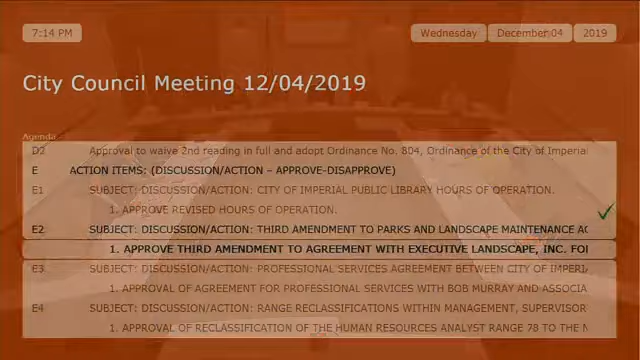 7:14 PM Wednesday December 04 2019
City Council Meeting 12/04/2019
Agenda
D2 Approval to waive 2nd reading in full and adopt Ordinance No. 804, Ordinance of the City of Imperial
E ACTION ITEMS: (DISCUSSION/ACTION – APPROVE-DISAPPROVE)
E1 SUBJECT: DISCUSSION/ACTION: CITY OF IMPERIAL PUBLIC LIBRARY HOURS OF OPERATION.
1. APPROVE REVISED HOURS OF OPERATION.
E2 SUBJECT: DISCUSSION/ACTION: THIRD AMENDMENT TO PARKS AND LANDSCAPE MAINTENANCE AG
1. APPROVE THIRD AMENDMENT TO AGREEMENT WITH EXECUTIVE LANDSCAPE, INC. FOR
E3 SUBJECT: DISCUSSION/ACTION: PROFESSIONAL SERVICES AGREEMENT BETWEEN CITY OF IMPERIA
1. APPROVAL OF AGREEMENT FOR PROFESSIONAL SERVICES WITH BOB MURRAY AND ASSOCIA
E4 SUBJECT: DISCUSSION/ACTION: RANGE RECLASSIFICATIONS WITHIN MANAGEMENT, SUPERVISOR
1. APPROVAL OF RECLASSIFICATION OF THE HUMAN RESOURCES ANALYST RANGE 78 TO THE